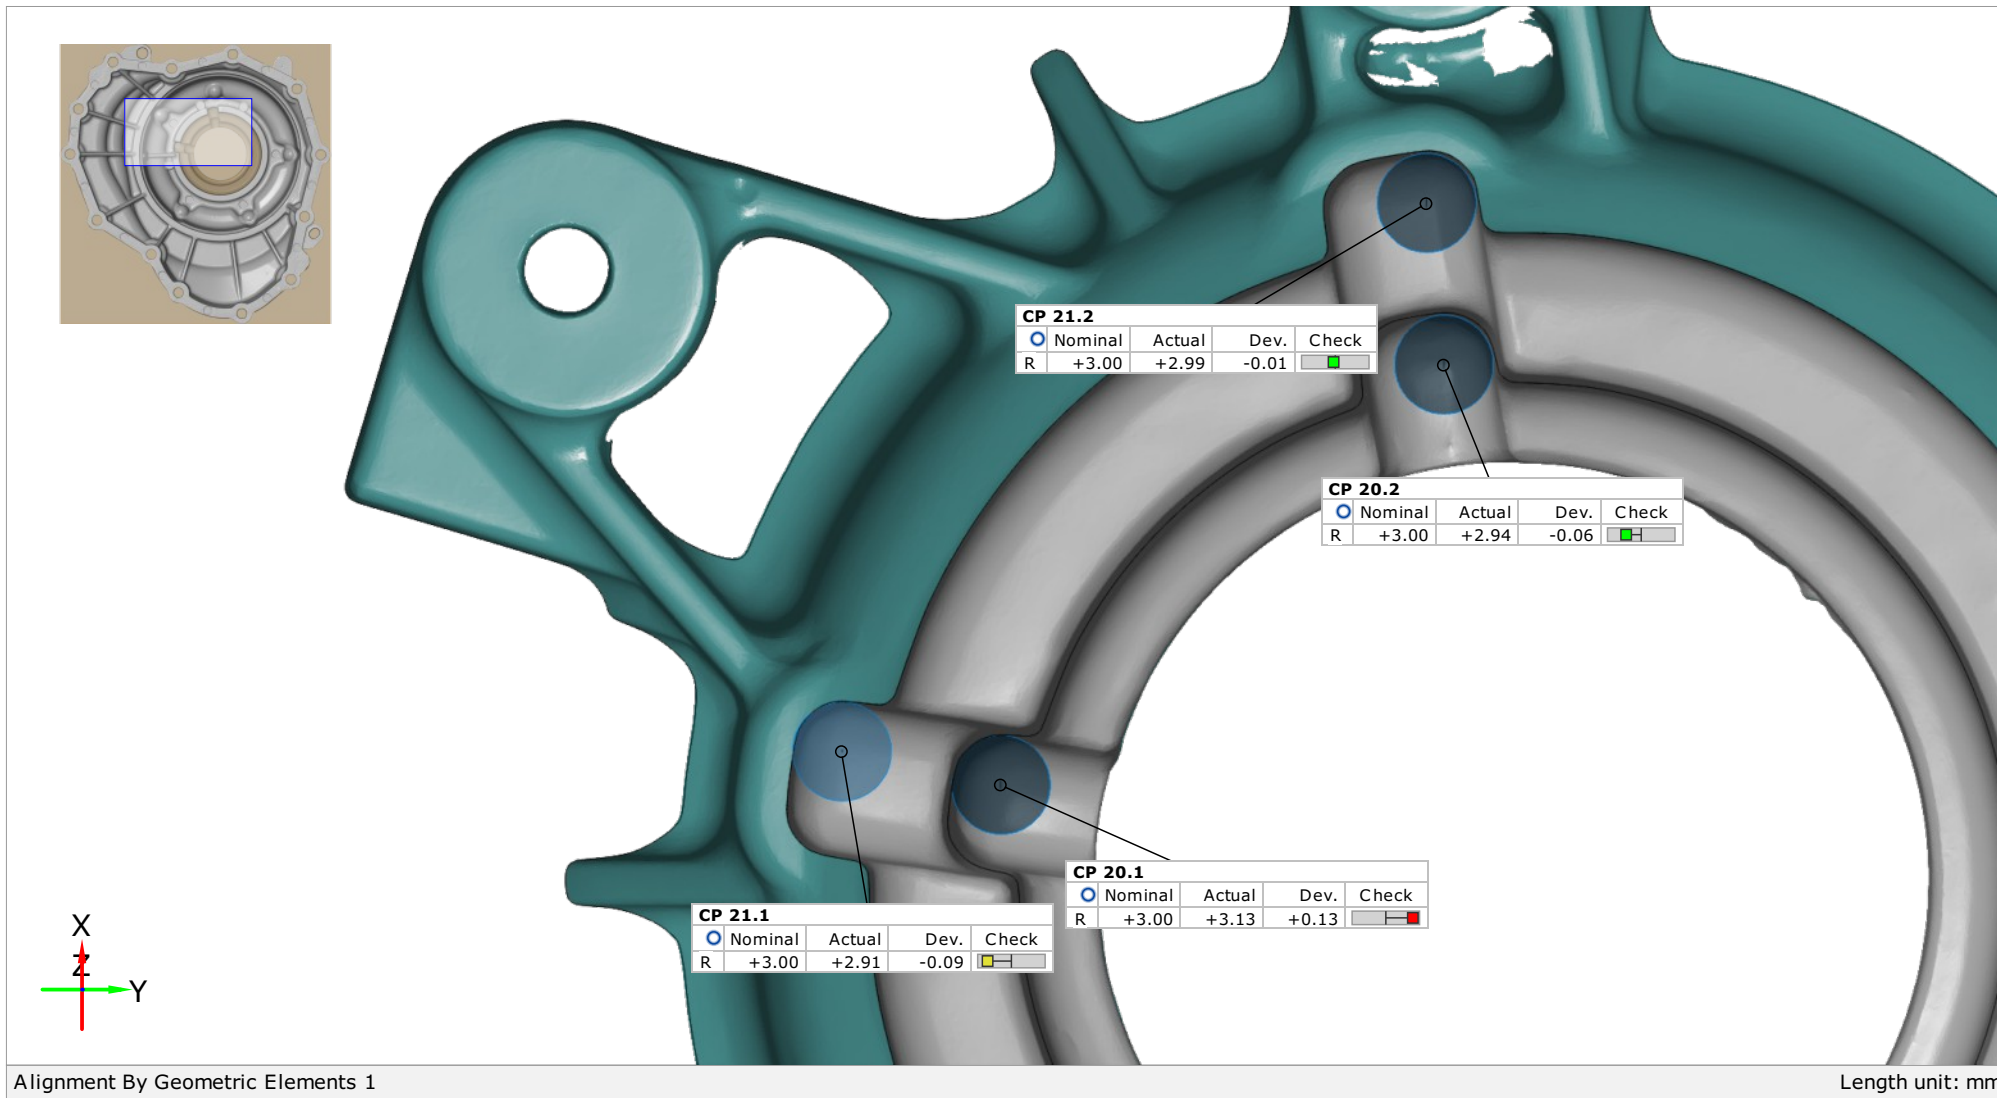 CP 21.2
Nominal Actual Dev. Check
R +3.00 +2.99 -0.01
CP 20.2
Nominal Actual Dev. Check
R +3.00 +2.94 -0.06
CP 20.1
Nominal Actual Dev. Check
R +3.00 +3.13 +0.13
CP 21.1
Nominal Actual Dev. Check
R +3.00 +2.91 -0.09
X
Z
Y
Alignment By Geometric Elements 1
Length unit: mm